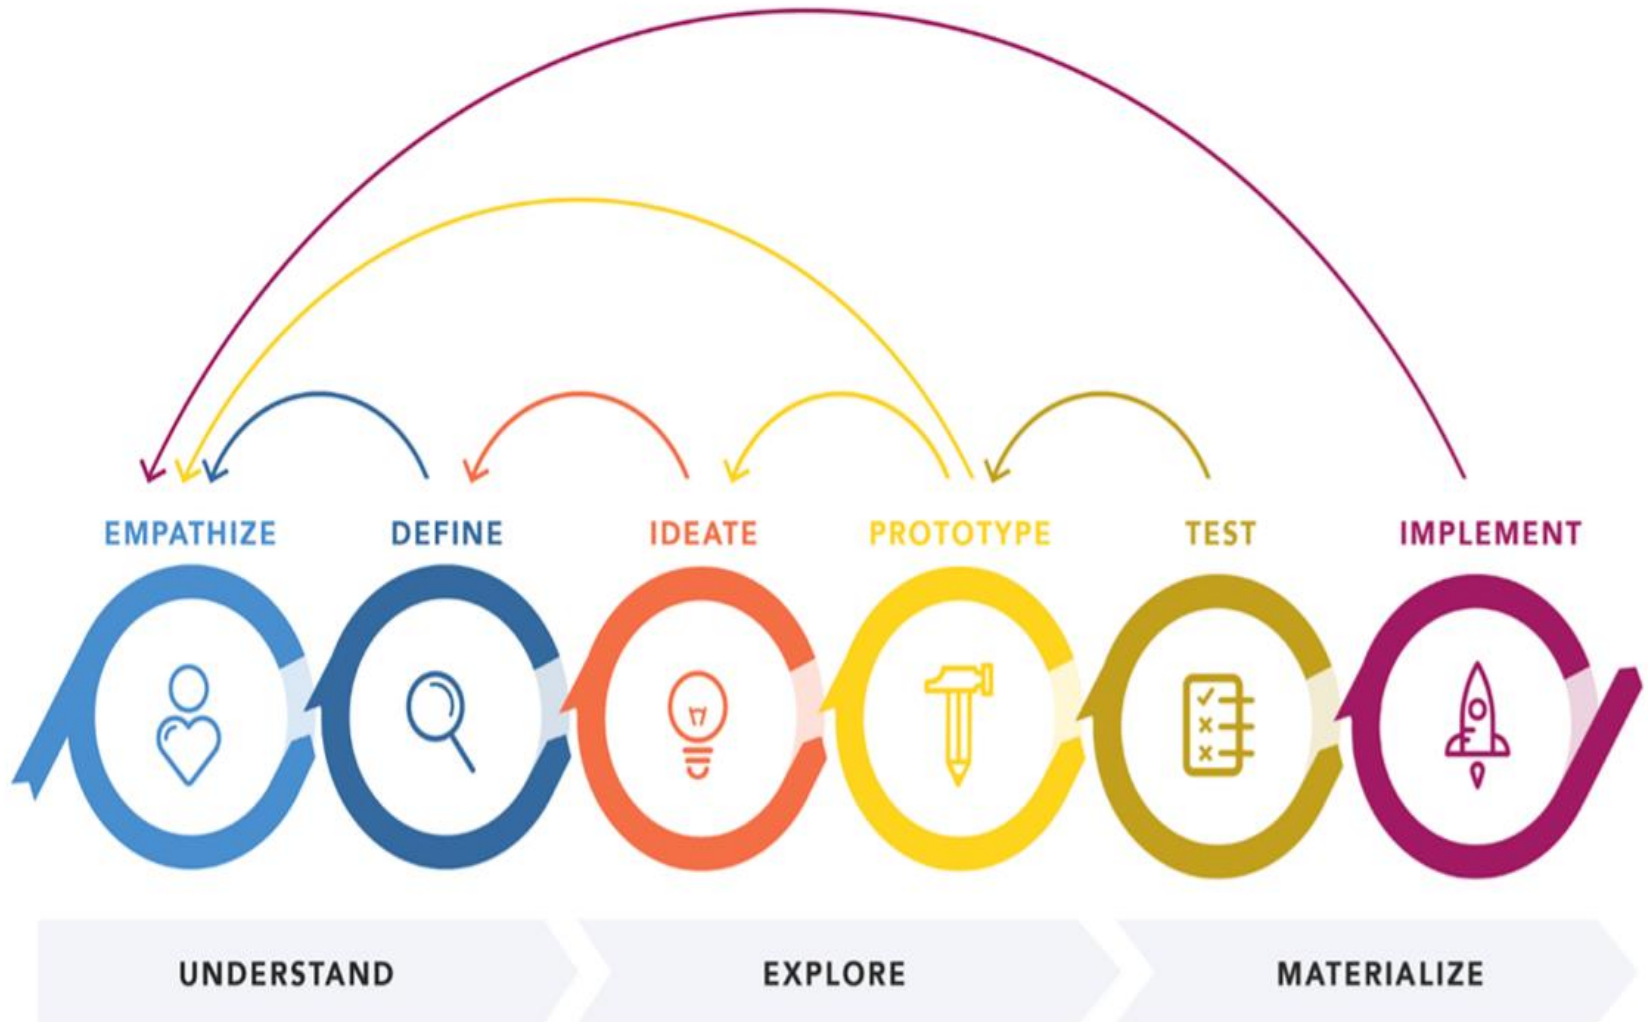 EMPATHIZE
DEFINE
IDEATE
PROTOTYPE
TEST
IMPLEMENT
UNDERSTAND
EXPLORE
MATERIALIZE